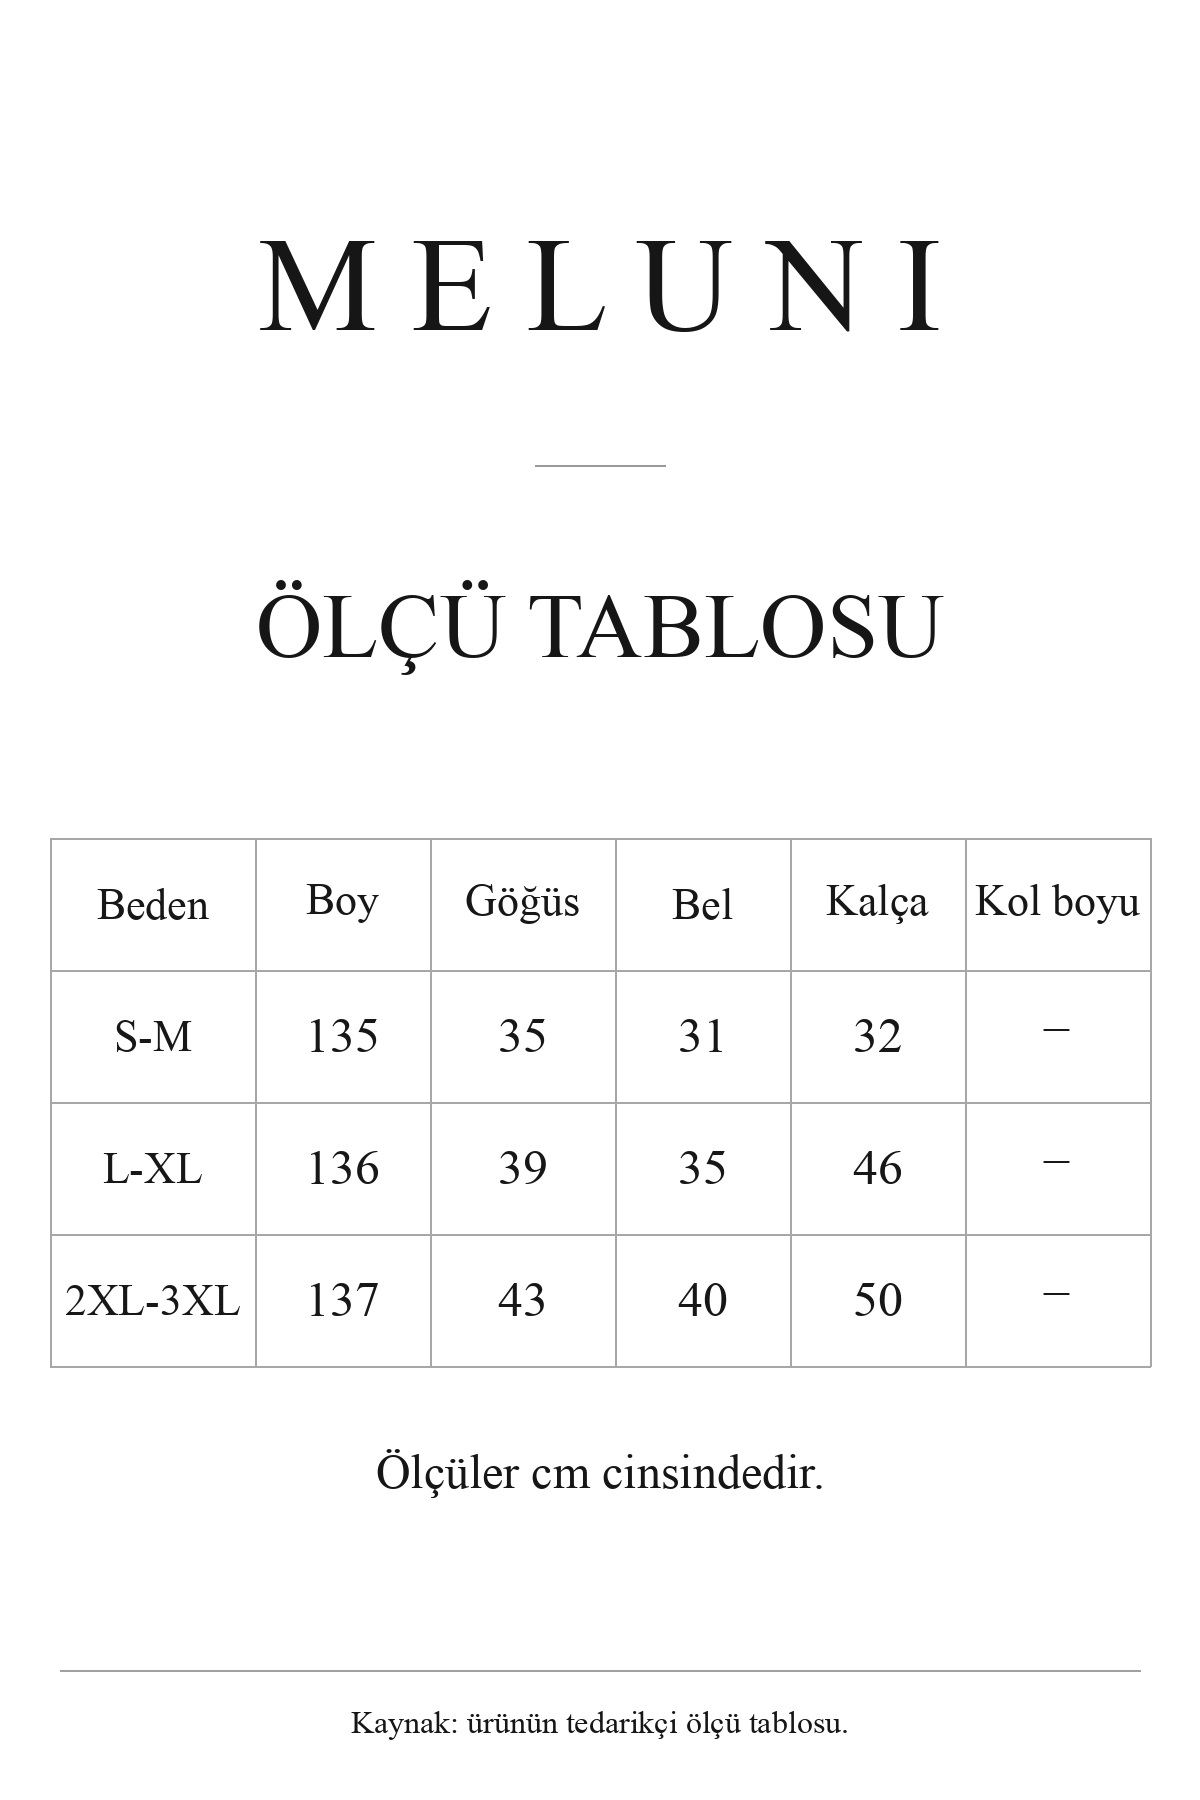 MELUNI
ÖLÇÜ TABLOSU
Beden Boy Göğüs Bel Kalça Kol boyu
S-M 135 35 31 32 –
L-XL 136 39 35 46 –
2XL-3XL 137 43 40 50 –
Ölçüler cm cinsindedir.
Kaynak: ürünün tedarikçi ölçü tablosu.